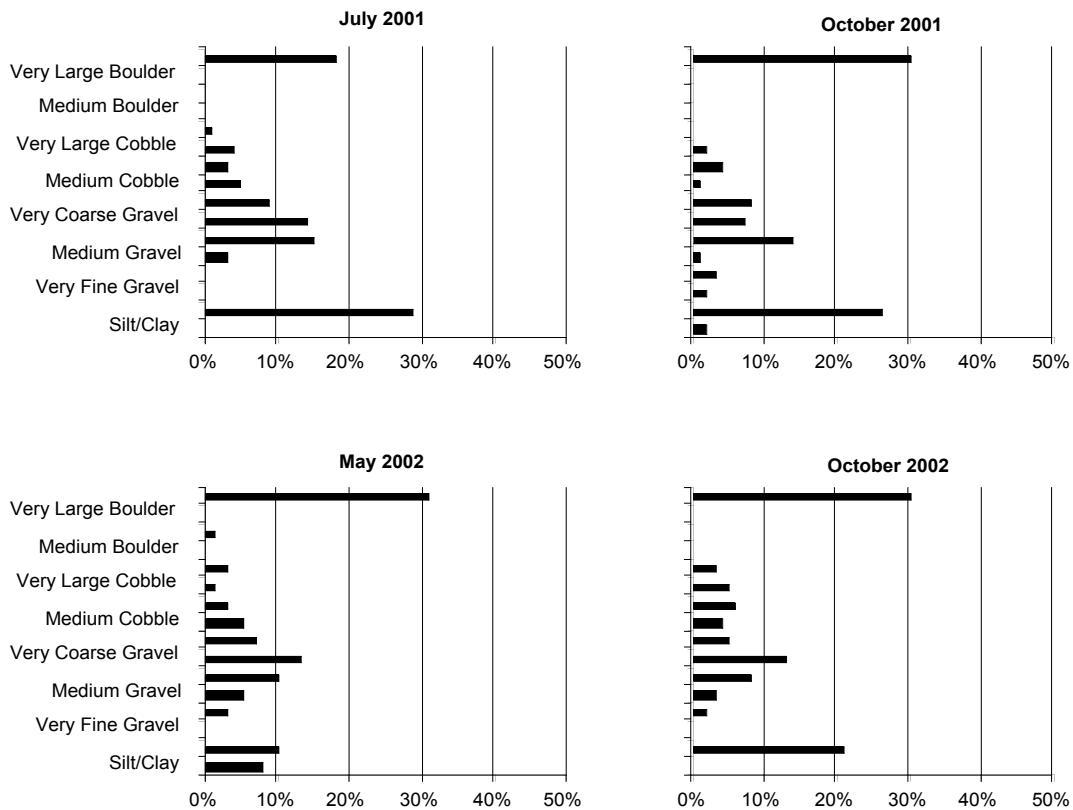 July 2001
Very Large Boulder
Medium Boulder
Very Large Cobble
Medium Cobble
Very Coarse Gravel
Medium Gravel
Very Fine Gravel
Silt/Clay
0% 10% 20% 30% 40% 50%
October 2001
0% 10% 20% 30% 40% 50%
May 2002
Very Large Boulder
Medium Boulder
Very Large Cobble
Medium Cobble
Very Coarse Gravel
Medium Gravel
Very Fine Gravel
Silt/Clay
0% 10% 20% 30% 40% 50%
October 2002
0% 10% 20% 30% 40% 50%